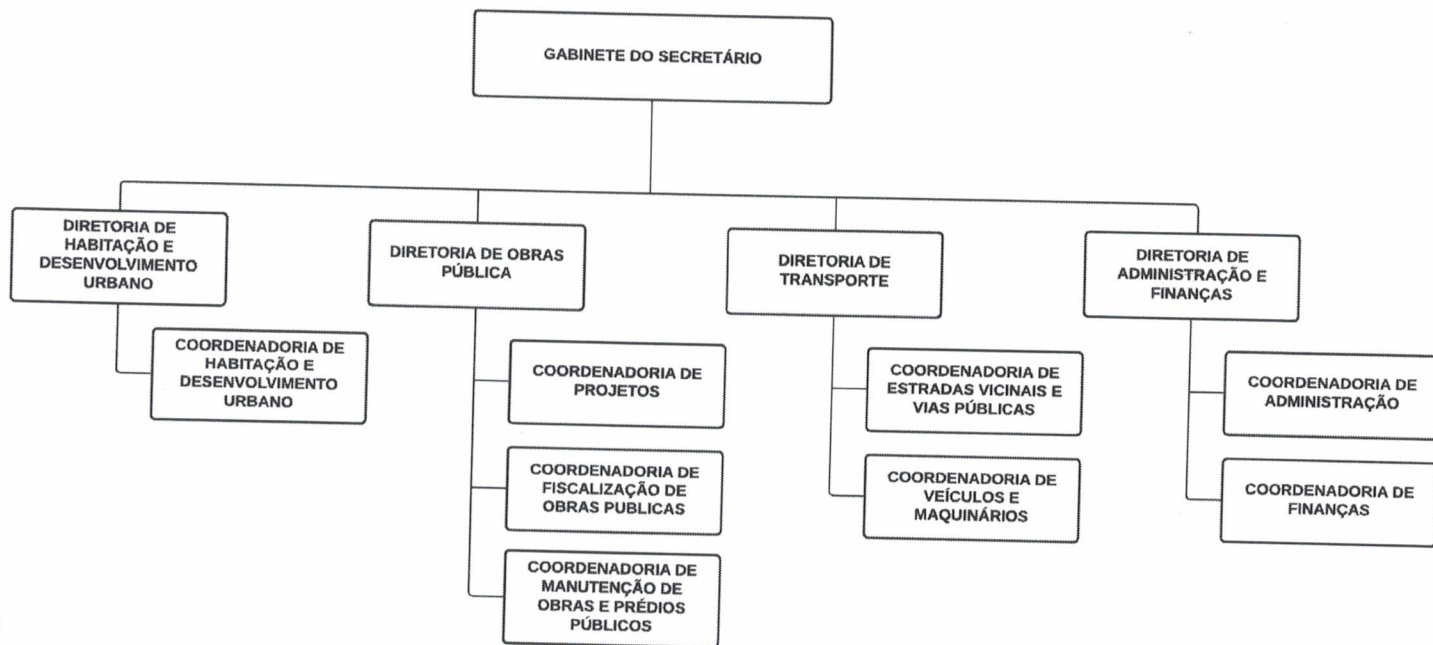 GABINETE DO SECRETÁRIO
DIRETORIA DE
HABITAÇÃO E
DESENVOLVIMENTO
URBANO
COORDENADORIA DE
HABITAÇÃO E
DESENVOLVIMENTO
URBANO
DIRETORIA DE OBRAS
PÚBLICA
COORDENADORIA DE
PROJETOS
COORDENADORIA DE
FISCALIZAÇÃO DE
OBRAS PUBLICAS
COORDENADORIA DE
MANUTENÇÃO DE
OBRAS E PRÉDIOS
PÚBLICOS
DIRETORIA DE
TRANSPORTE
COORDENADORIA DE
ESTRADAS VICINAIS E
VIAS PÚBLICAS
COORDENADORIA DE
VEÍCULOS E
MAQUINÁRIOS
DIRETORIA DE
ADMINISTRAÇÃO E
FINANÇAS
COORDENADORIA DE
ADMINISTRAÇÃO
COORDENADORIA DE
FINANÇAS